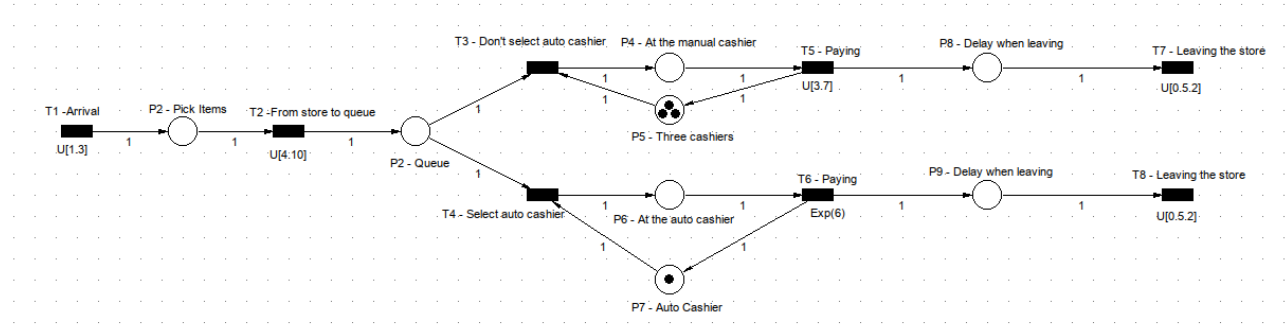 T3 - Don't select auto cashier
P4 - At the manual cashier
T5 - Paying
P8 - Delay when leaving
T7 - Leaving the store
1
1
1
1
1
1
U[3.7]
U[0.5.2]
T1 -Arrival
P2 - Pick Items
T2 -From store to queue
1
P5 - Three cashiers
1
1
1
U[1.3]
U[4:10]
P2 - Queue
1
T6 - Paying
P9 - Delay when leaving
T8 - Leaving the store
1
1
1
1
T4 - Select auto cashier
P6 - At the auto cashier
Exp(6)
U[0.5.2]
1
1
P7 - Auto Cashier